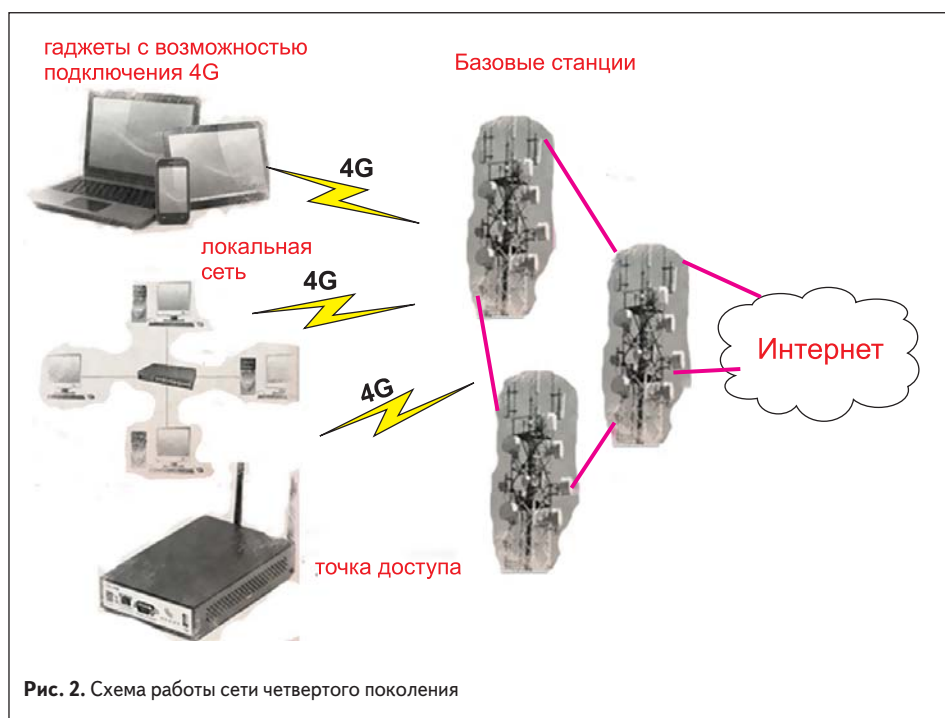 гаджеты с возможностью
подключения 4G
Базовые станции
4G
локальная
сеть
4G
4G
Интернет
точка доступа
Рис. 2. Схема работы сети четвертого поколения